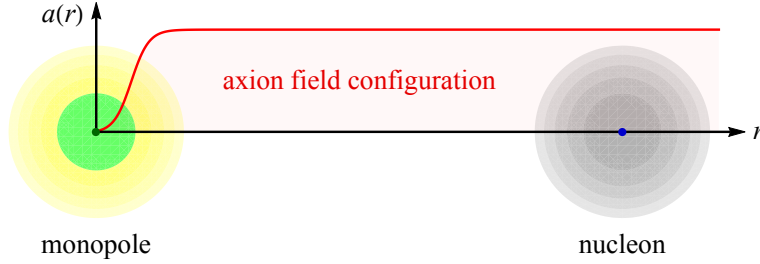 a(r)
axion field configuration
r
monopole
nucleon